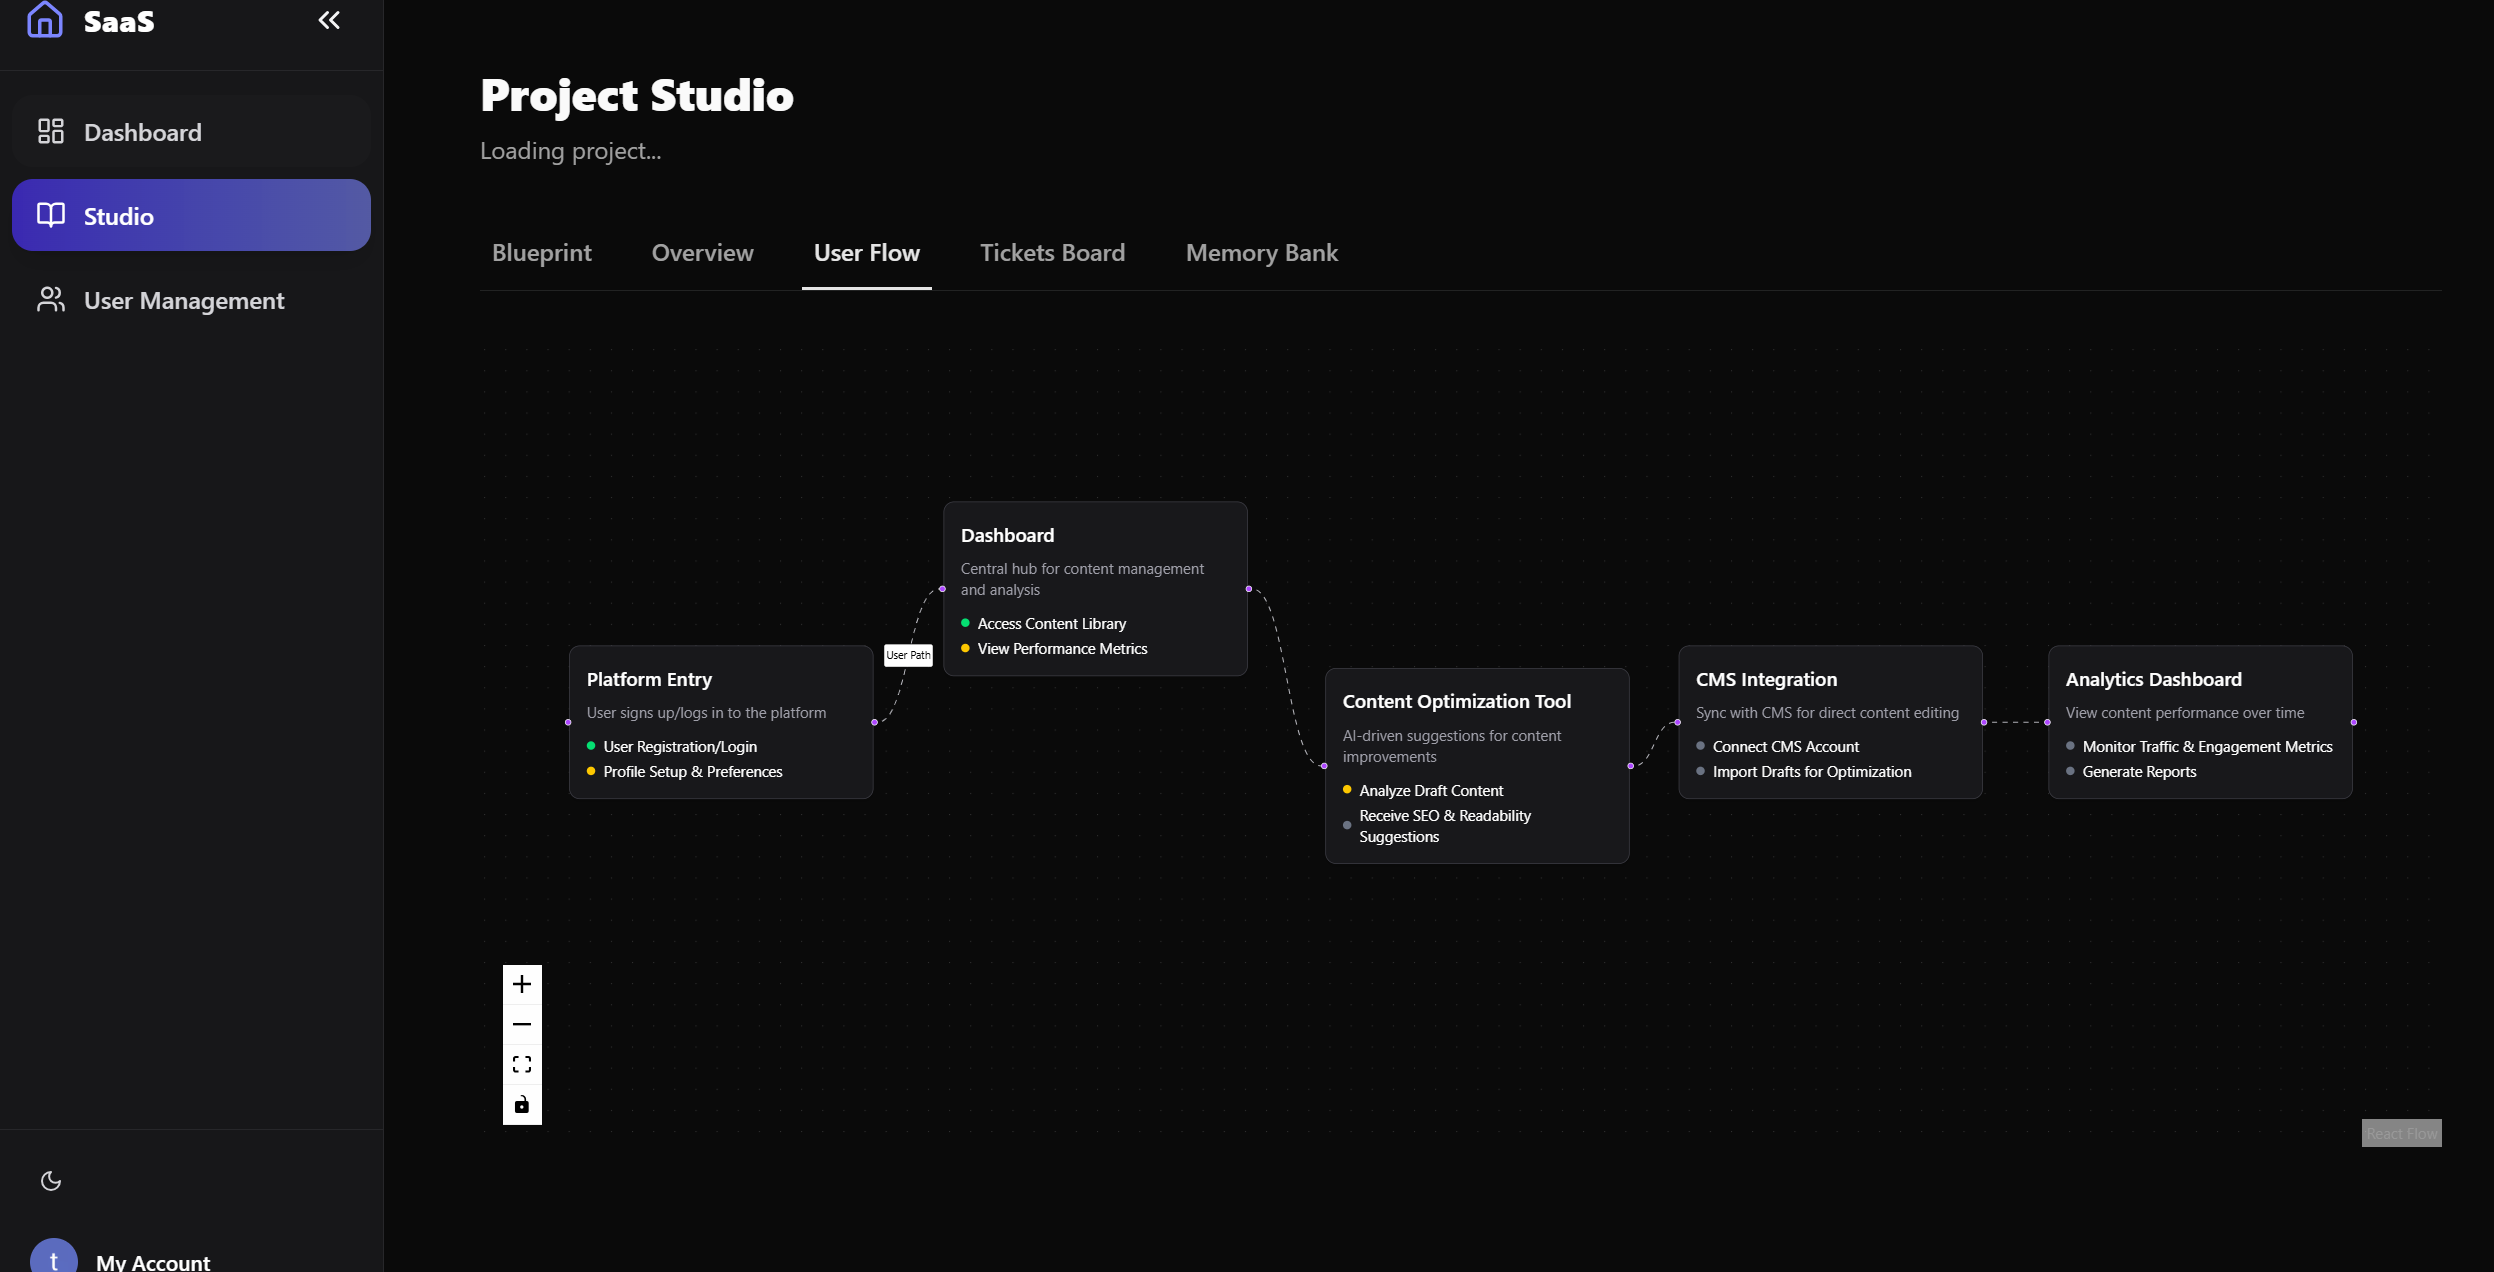 SaaS
Dashboard
Studio
User Management
My Account
t
Project Studio
Loading project...
Blueprint
Overview
User Flow
Tickets Board
Memory Bank
Platform Entry
User signs up/logs in to the platform
User Registration/Login
Profile Setup & Preferences
User Path
Dashboard
Central hub for content management
and analysis
Access Content Library
View Performance Metrics
Content Optimization Tool
AI-driven suggestions for content
improvements
Analyze Draft Content
Receive SEO & Readability
Suggestions
CMS Integration
Sync with CMS for direct content editing
Connect CMS Account
Import Drafts for Optimization
Analytics Dashboard
View content performance over time
Monitor Traffic & Engagement Metrics
Generate Reports
React Flow